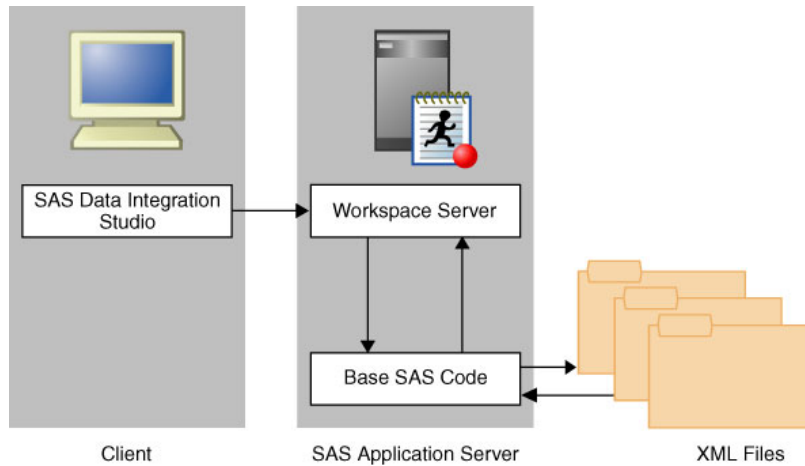 SAS Data Integration
Studio
Workspace Server
Base SAS Code
Client
SAS Application Server
XML Files